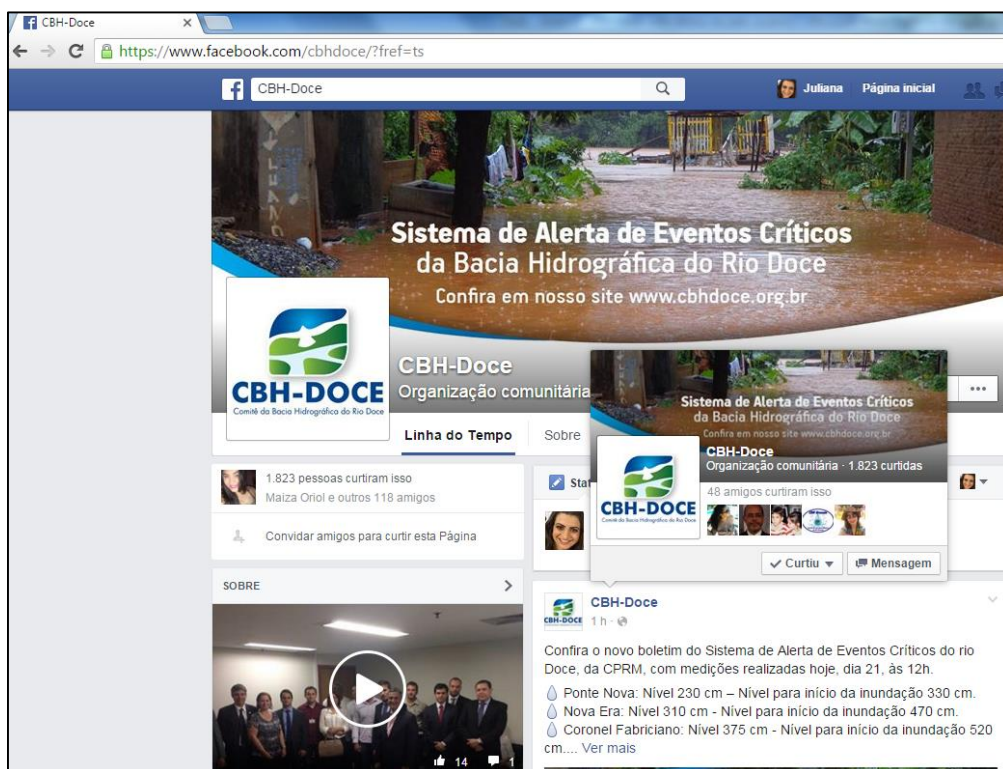 CBH-Doce
https://www.facebook.com/cbhdoce/?fref=ts
CBH-Doce
Juliana
Página inicial
LUANO
Sistema de Alerta de Eventos Críticos
da Bacia Hidrográfica do Rio Doce
Confira em nosso site www.cbhdoce.org.br
CBH-DOCE
Comitê da Bacia Hidrográfica do Rio Doce
CBH-Doce
Organização comunitária
Linha do Tempo
Sobre
Sistema de Alerta de Eventos Críticos
da Bacia Hidrográfica do Rio Doce
Confira em nosso site www.cbhdoce.org.br
CBH-DOCE
Comitê da Bacia Hidrográfica do Rio Doce
CBH-Doce
Organização comunitária · 1.823 curtidas
48 amigos curtiram isso
Curtiu
Mensagem
1.823 pessoas curtiram isso
Maiza Oriol e outros 118 amigos
Convidar amigos para curtir esta Página
SOBRE
14
1
CBH-DOCE
CBH-Doce
1 h ·
Confira o novo boletim do Sistema de Alerta de Eventos Críticos do rio
Doce, da CPRM, com medições realizadas hoje, dia 21, às 12h.
Ponte Nova: Nível 230 cm – Nível para início da inundação 330 cm.
Nova Era: Nível 310 cm - Nível para início da inundação 470 cm.
Coronel Fabriciano: Nível 375 cm - Nível para início da inundação 520
cm.... Ver mais